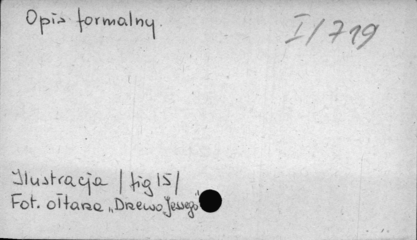 Opis formalny.
I/719
Ilustracja /fig 15/
Fot. ołtarza „Drzewo Jessego"